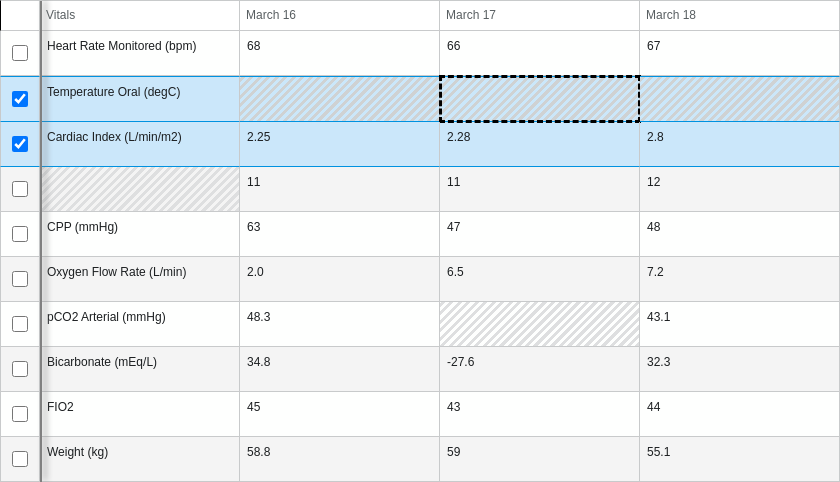 Vitals March 16 March 17 March 18
Heart Rate Monitored (bpm) 68 66 67
Temperature Oral (degC)
Cardiac Index (L/min/m2) 2.25 2.28 2.8
11 11 12
CPP (mmHg) 63 47 48
Oxygen Flow Rate (L/min) 2.0 6.5 7.2
pCO2 Arterial (mmHg) 48.3 43.1
Bicarbonate (mEq/L) 34.8 -27.6 32.3
FIO2 45 43 44
Weight (kg) 58.8 59 55.1